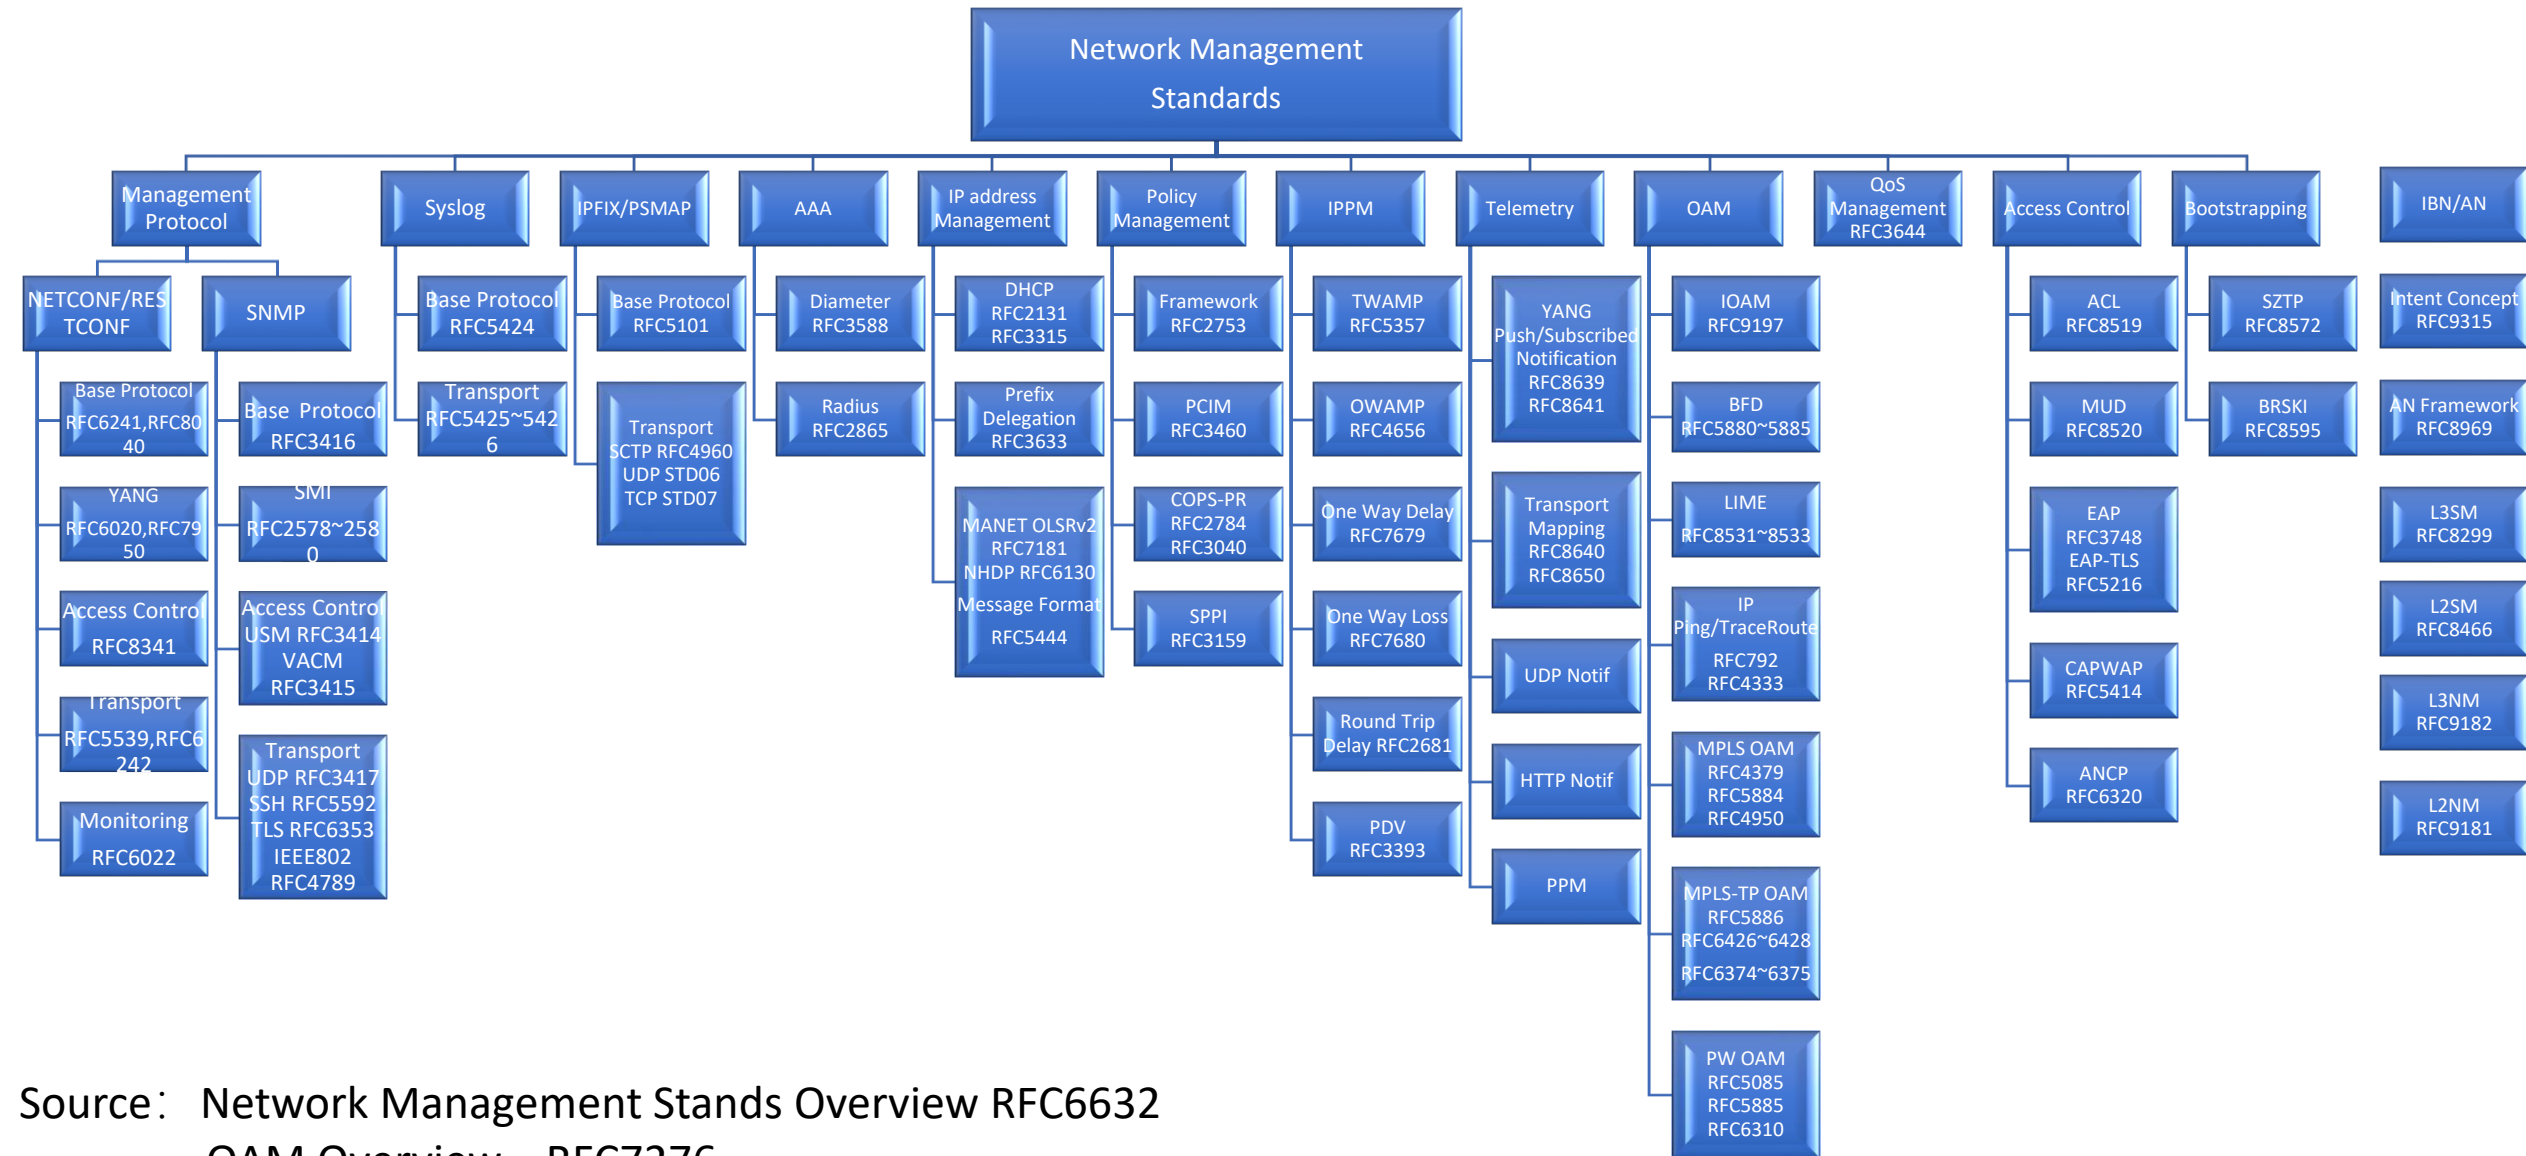 Network Management
Standards
Management
Protocol
Syslog
IPFIX/PSMAP
AAA
IP address
Management
Policy
Management
IPPM
Telemetry
OAM
QoS
Management
RFC3644
Access Control
Bootstrapping
IBN/AN
NETCONF/RES
TCONF
SNMP
Base Protocol
RFC6241,RFC80
40
YANG
RFC6020,RFC79
50
Access Control
RFC8341
Transport
RFC5539,RFC6
242
Monitoring
RFC6022
Base Protocol
RFC3416
SMI
RFC2578~258
0
Access Control
USM RFC3414
VACM
RFC3415
Transport
UDP RFC3417
SSH RFC5592
TLS RFC6353
IEEE802
RFC4789
Base Protocol
RFC5424
Transport
RFC5425~542
6
Base Protocol
RFC5101
Transport
SCTP RFC4960
UDP STD06
TCP STD07
Diameter
RFC3588
Radius
RFC2865
DHCP
RFC2131
RFC3315
Prefix
Delegation
RFC3633
MANET OLSRv2
RFC7181
NHDP RFC6130
Message Format
RFC5444
Framework
RFC2753
PCIM
RFC3460
COPS-PR
RFC2784
RFC3040
SPPI
RFC3159
TWAMP
RFC5357
OWAMP
RFC4656
One Way Delay
RFC7679
One Way Loss
RFC7680
Round Trip
Delay RFC2681
PDV
RFC3393
YANG
Push/Subscribed
Notification
RFC8639
RFC8641
Transport
Mapping
RFC8640
RFC8650
UDP Notif
HTTP Notif
PPM
IOAM
RFC9197
BFD
RFC5880~5885
LIME
RFC8531~8533
IP
Ping/TraceRoute
RFC792
RFC4333
MPLS OAM
RFC4379
RFC5884
RFC4950
MPLS-TP OAM
RFC5886
RFC6426~6428
RFC6374~6375
PW OAM
RFC5085
RFC5885
RFC6310
ACL
RFC8519
MUD
RFC8520
EAP
RFC3748
EAP-TLS
RFC5216
CAPWAP
RFC5414
ANCP
RFC6320
SZTP
RFC8572
BRSKI
RFC8595
Intent Concept
RFC9315
AN Framework
RFC8969
L3SM
RFC8299
L2SM
RFC8466
L3NM
RFC9182
L2NM
RFC9181
Source： Network Management Stands Overview RFC6632
OAM Overview RFC7276